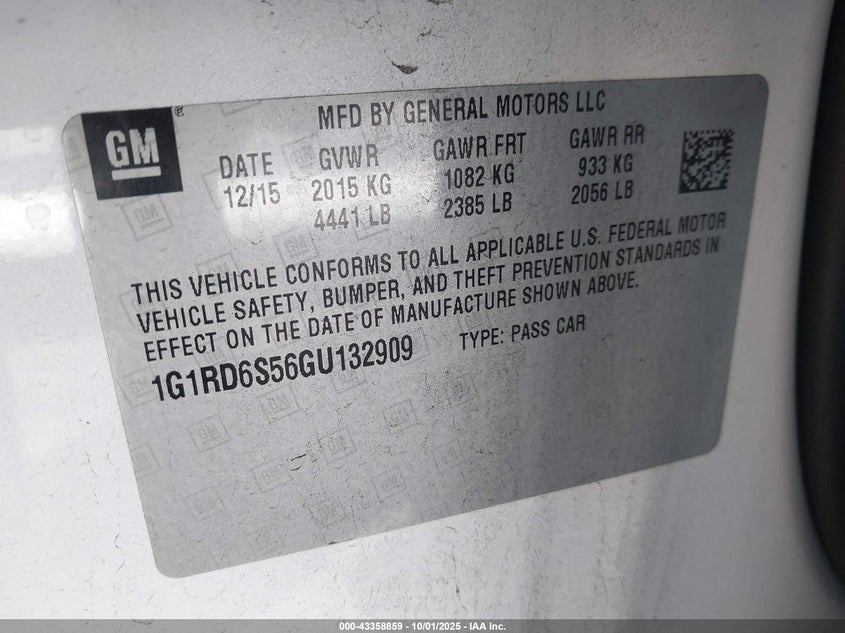 GM
MFD BY GENERAL MOTORS LLC
DATE GVWR GAWR FRT GAWR RR
12/15 2015 KG 1082 KG 933 KG
4441 LB 2385 LB 2056 LB
THIS VEHICLE CONFORMS TO ALL APPLICABLE U.S. FEDERAL MOTOR
VEHICLE SAFETY, BUMPER, AND THEFT PREVENTION STANDARDS IN
EFFECT ON THE DATE OF MANUFACTURE SHOWN ABOVE.
1G1RD6S56GU132909 TYPE: PASS CAR
000-43358859 - 10/01/2025 - IAA Inc.